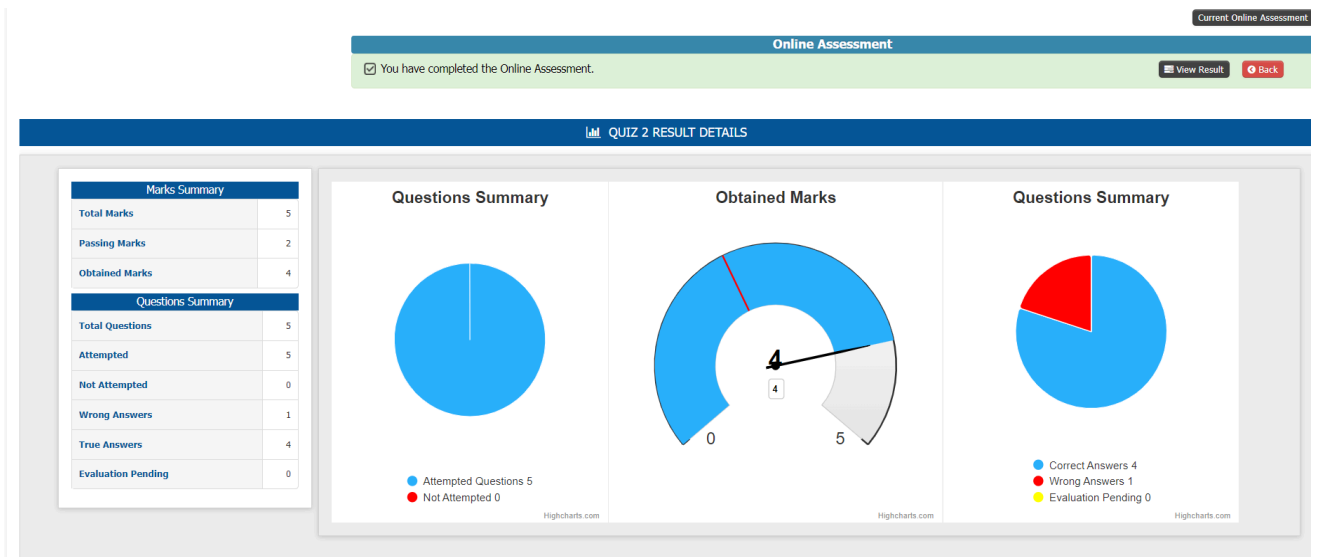 Current Online Assessment
Online Assessment
You have completed the Online Assessment.
View Result
Back
QUIZ 2 RESULT DETAILS
Marks Summary
Total Marks 5
Passing Marks 2
Obtained Marks 4
Questions Summary
Total Questions 5
Attempted 5
Not Attempted 0
Wrong Answers 1
True Answers 4
Evaluation Pending 0
Questions Summary
Attempted Questions 5
Not Attempted 0
Highcharts.com
Obtained Marks
4
4
0 5
Highcharts.com
Questions Summary
Correct Answers 4
Wrong Answers 1
Evaluation Pending 0
Highcharts.com